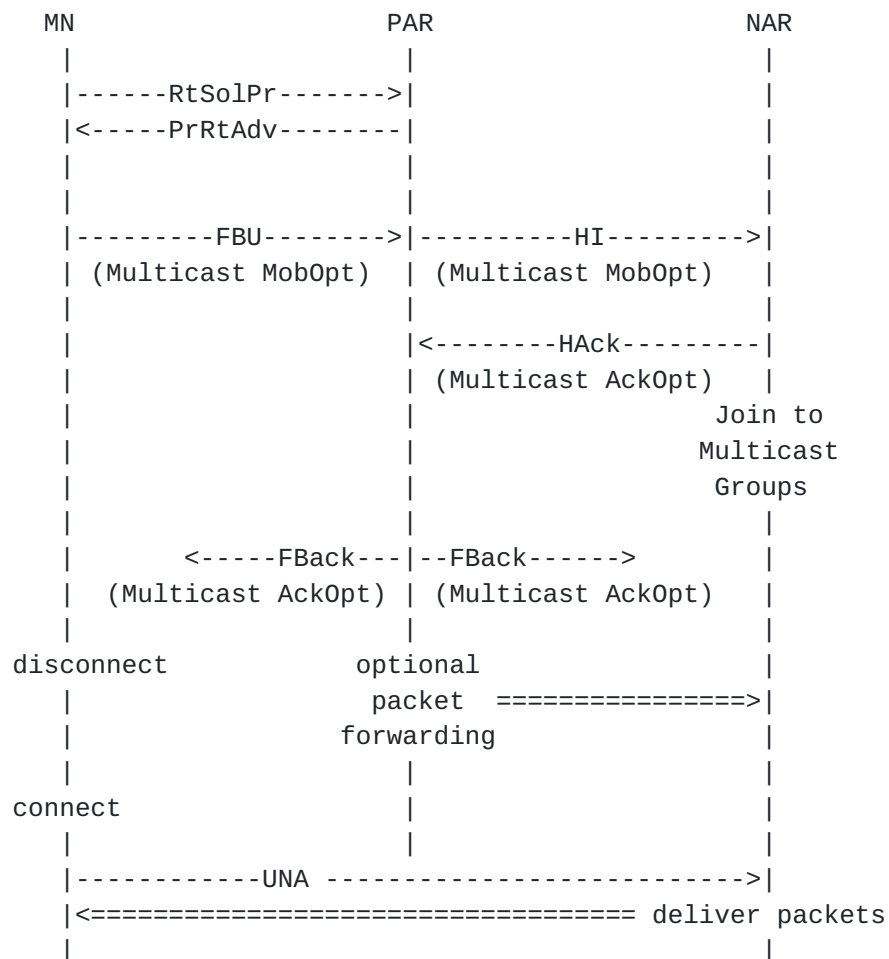 MN                  PAR                    NAR
      |                    |                      |
      |------RtSolPr------->|                      |
      |<-----PrRtAdv--------|                      |
      |                    |                      |
      |                    |                      |
      |---------FBU-------->|----------HI--------->|
      | (Multicast MobOpt)  | (Multicast MobOpt)   |
      |                    |                      |
      |                    |<--------HAck---------|
      |                    | (Multicast AckOpt)   |
      |                    |                   Join to
      |                    |                  Multicast
      |                    |                   Groups
      |                    |                      |
      |       <-----FBack---|--FBack------>        |
      |  (Multicast AckOpt) | (Multicast AckOpt)   |
      |                    |                      |
   disconnect           optional                  |
      |                  packet  ================>|
      |                forwarding                 |
      |                    |                      |
   connect                 |                      |
      |                    |                      |
      |------------UNA --------------------------->|
      |<=================================== deliver packets
      |                                           |